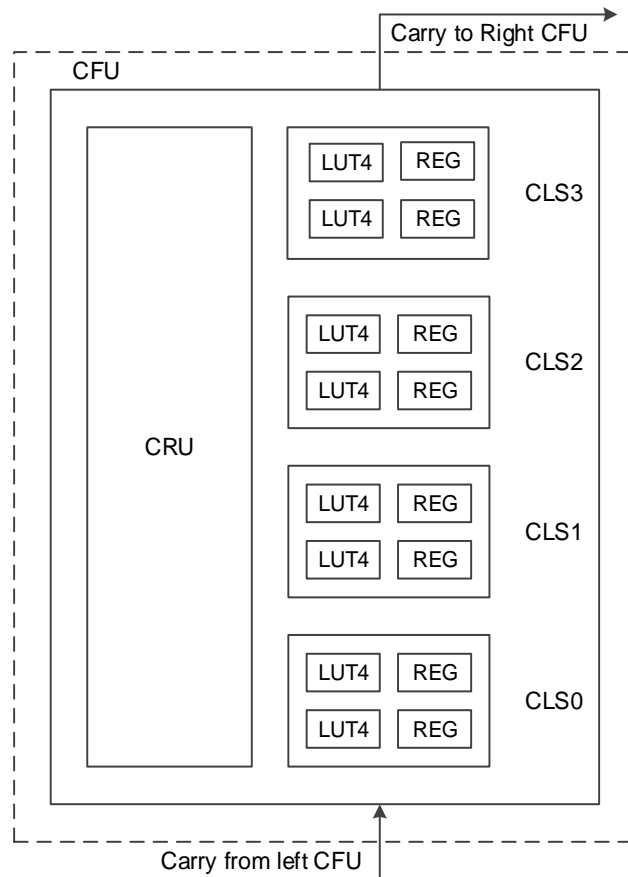 Carry to Right CFU
CFU
LUT4 REG
LUT4 REG
CLS3
LUT4 REG
LUT4 REG
CLS2
CRU
LUT4 REG
LUT4 REG
CLS1
LUT4 REG
LUT4 REG
CLS0
Carry from left CFU